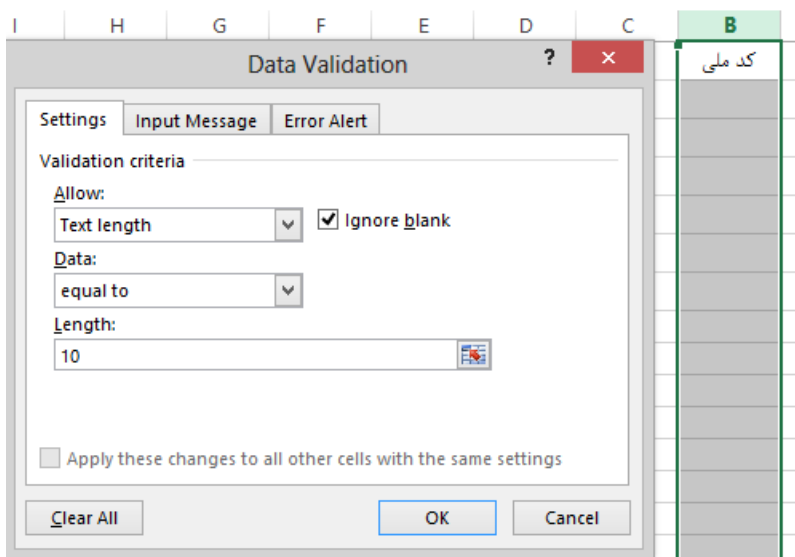 I H G F E D C B
Data Validation ? ×
کد ملی
Settings Input Message Error Alert
Validation criteria
Allow:
Text length Ignore blank
Data:
equal to
Length:
10
Apply these changes to all other cells with the same settings
Clear All OK Cancel